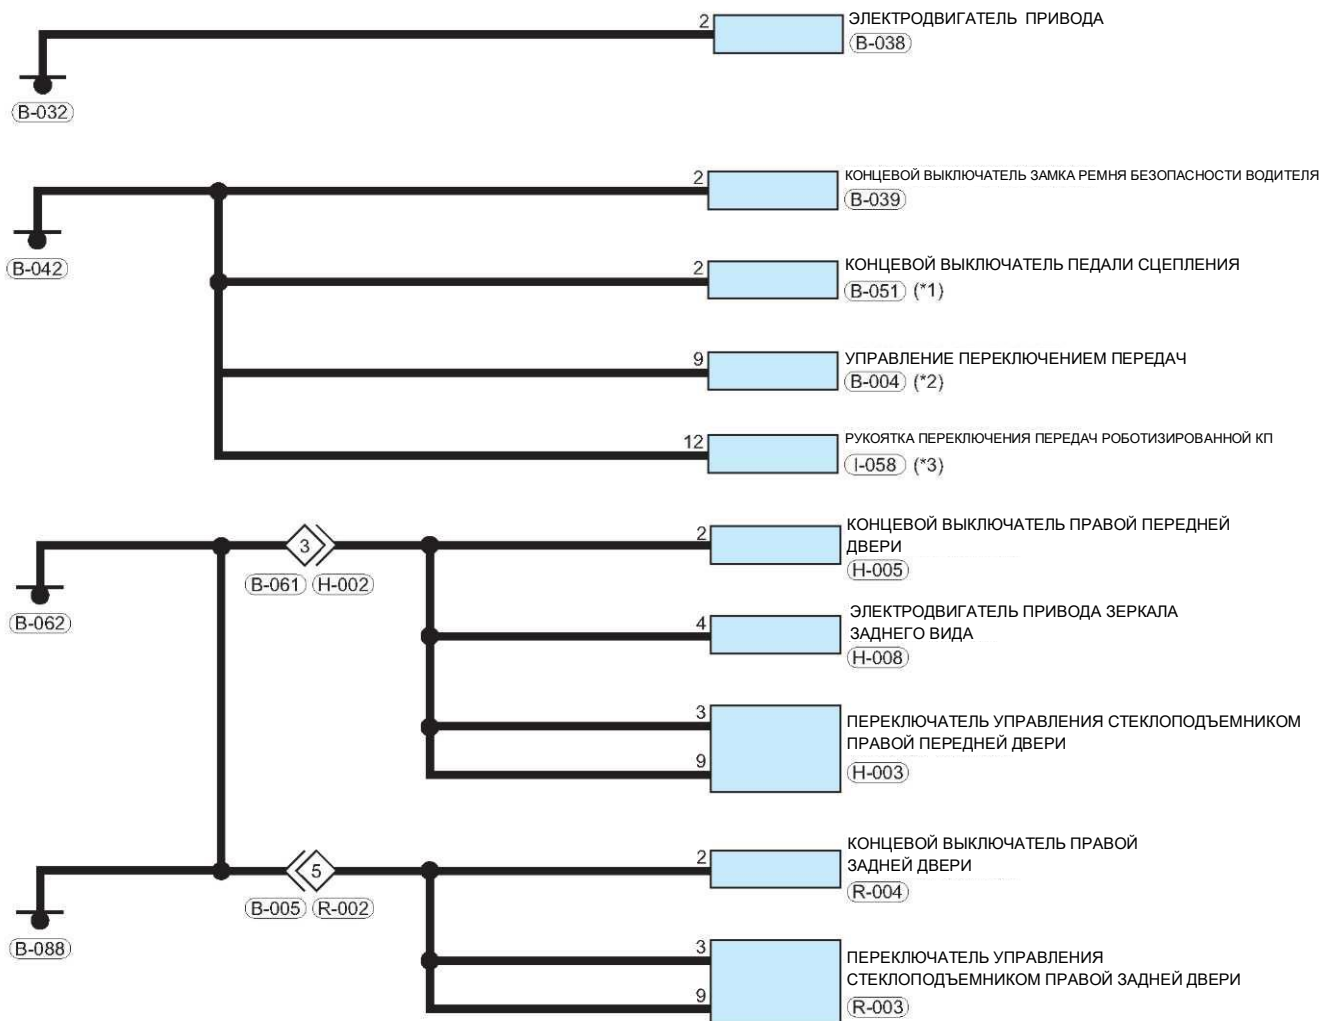 2
ЭЛЕКТРОДВИГАТЕЛЬ ПРИВОДА
B-038
B-032
2
КОНЦЕВОЙ ВЫКЛЮЧАТЕЛЬ ЗАМКА РЕМНЯ БЕЗОПАСНОСТИ ВОДИТЕЛЯ
B-039
B-042
2
КОНЦЕВОЙ ВЫКЛЮЧАТЕЛЬ ПЕДАЛИ СЦЕПЛЕНИЯ
B-051 (*1)
9
УПРАВЛЕНИЕ ПЕРЕКЛЮЧЕНИЕМ ПЕРЕДАЧ
B-004 (*2)
12
РУКОЯТКА ПЕРЕКЛЮЧЕНИЯ ПЕРЕДАЧ РОБОТИЗИРОВАННОЙ КП
I-058 (*3)
3
B-061 H-002
2
КОНЦЕВОЙ ВЫКЛЮЧАТЕЛЬ ПРАВОЙ ПЕРЕДНЕЙ
ДВЕРИ
H-005
B-062
4
ЭЛЕКТРОДВИГАТЕЛЬ ПРИВОДА ЗЕРКАЛА
ЗАДНЕГО ВИДА
H-008
3
9
ПЕРЕКЛЮЧАТЕЛЬ УПРАВЛЕНИЯ СТЕКЛОПОДЪЕМНИКОМ
ПРАВОЙ ПЕРЕДНЕЙ ДВЕРИ
H-003
5
B-005 R-002
2
КОНЦЕВОЙ ВЫКЛЮЧАТЕЛЬ ПРАВОЙ
ЗАДНЕЙ ДВЕРИ
R-004
B-088
3
9
ПЕРЕКЛЮЧАТЕЛЬ УПРАВЛЕНИЯ
СТЕКЛОПОДЪЕМНИКОМ ПРАВОЙ ЗАДНЕЙ ДВЕРИ
R-003